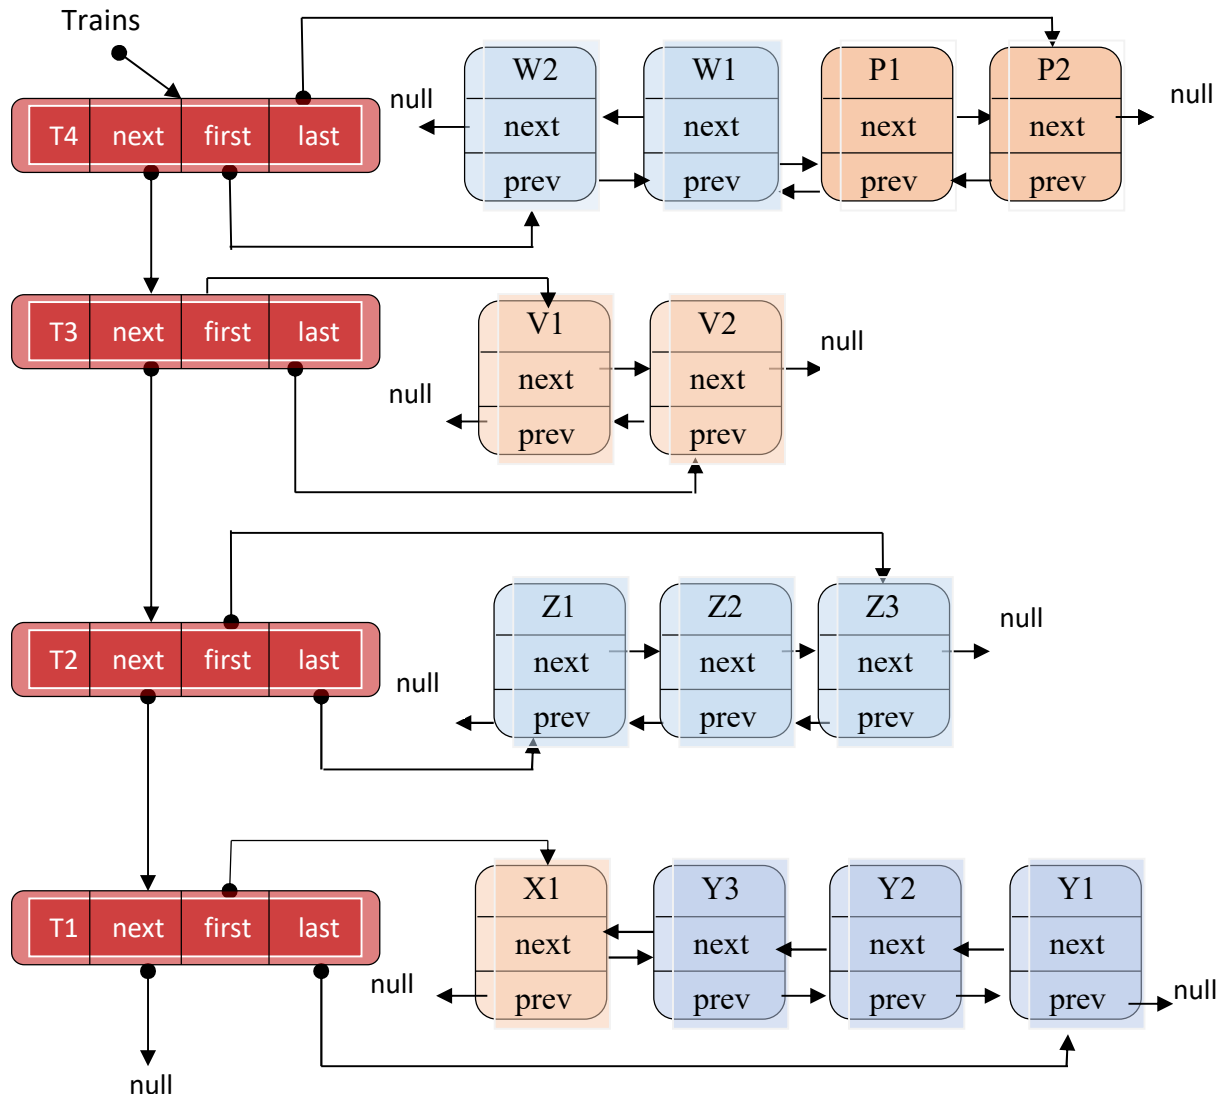 Trains
T4 next first last
null
W2
next
prev
W1
next
prev
P1
next
prev
P2
next
prev
null
T3 next first last
null
V1
next
prev
V2
next
prev
null
T2 next first last
null
Z1
next
prev
Z2
next
prev
Z3
next
prev
null
T1 next first last
null
null
X1
next
prev
Y3
next
prev
Y2
next
prev
Y1
next
prev
null